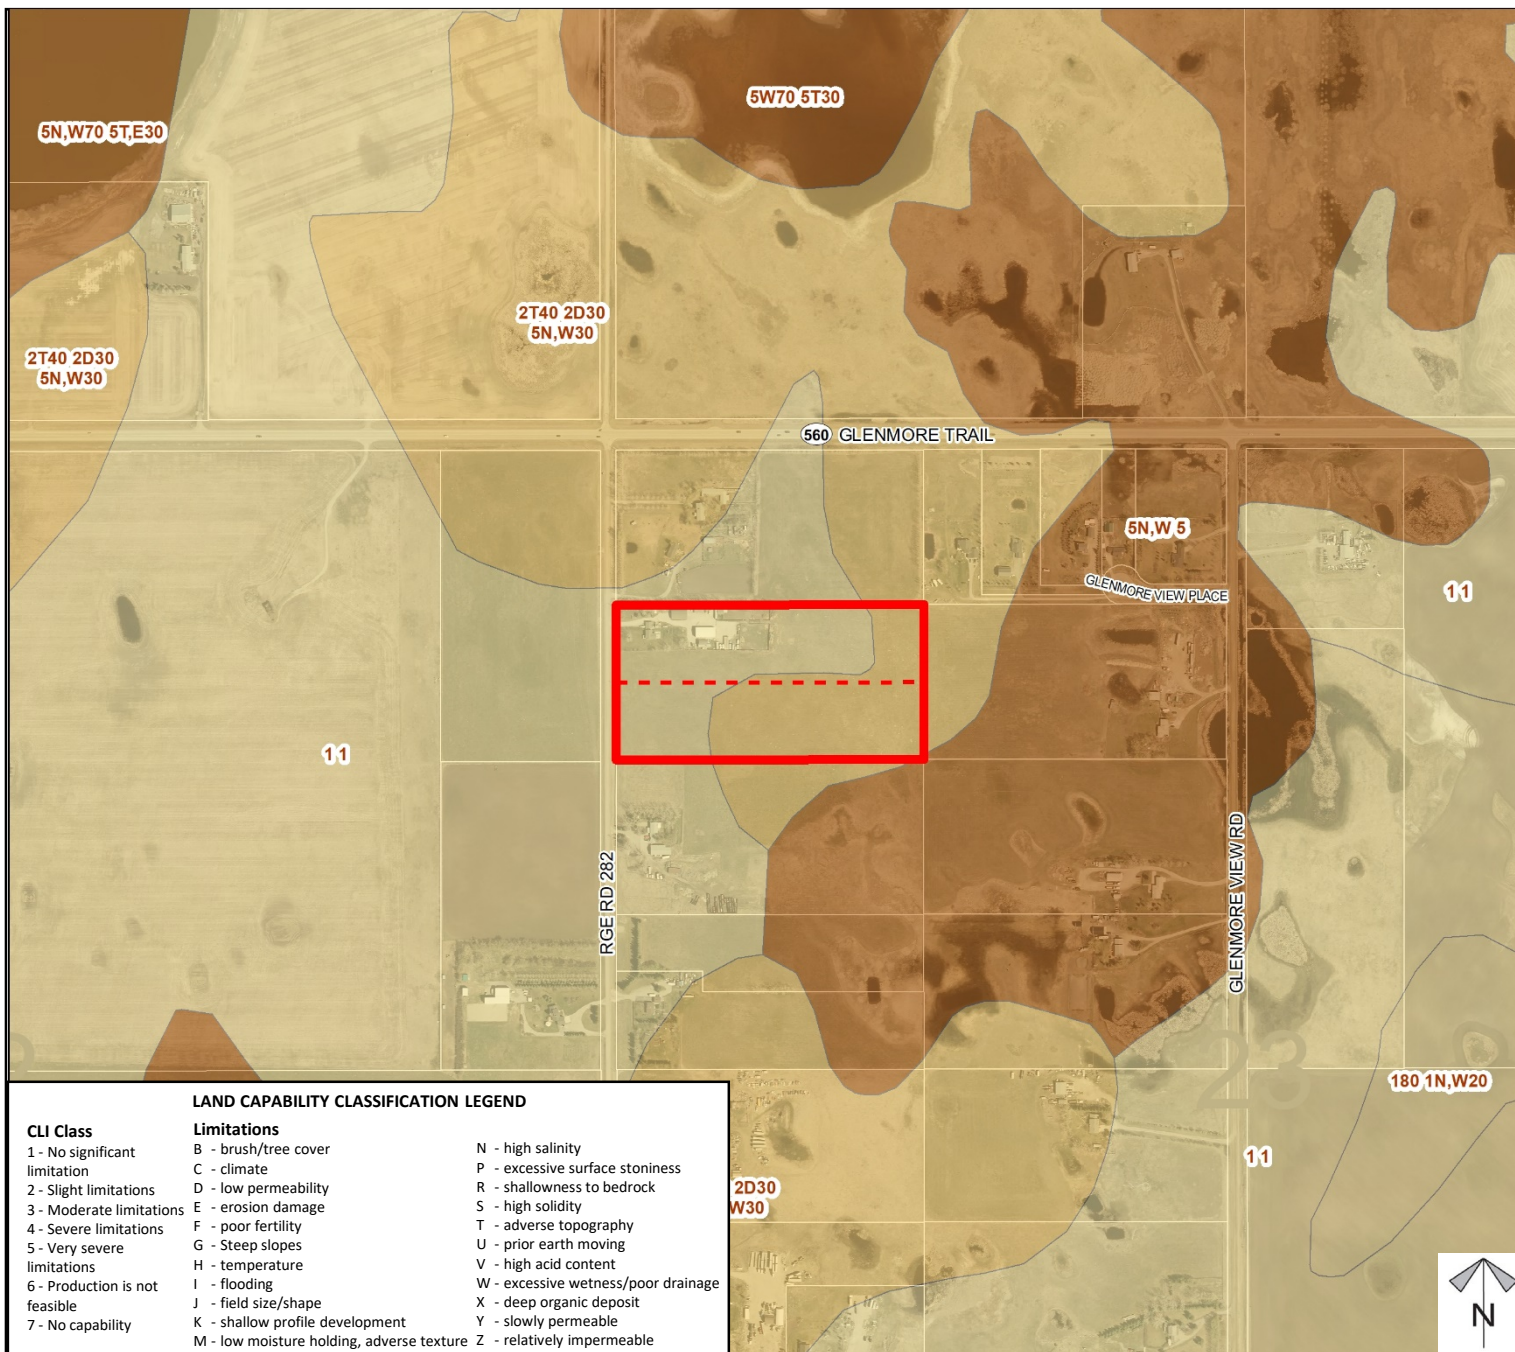 5W70 5T30
5N,W70 5T,E30
2T40 2D30
5N,W30
2T40 2D30
5N,W30
560 GLENMORE TRAIL
5N,W 5
GLENMORE VIEW PLACE
1 1
1 1
RGE RD 282
GLENMORE VIEW RD
23
180 1N,W20
1 1
2D30
W30
LAND CAPABILITY CLASSIFICATION LEGEND
CLI Class
1 - No significant
limitation
2 - Slight limitations
3 - Moderate limitations
4 - Severe limitations
5 - Very severe
limitations
6 - Production is not
feasible
7 - No capability
Limitations
B - brush/tree cover
C - climate
D - low permeability
E - erosion damage
F - poor fertility
G - Steep slopes
H - temperature
I - flooding
J - field size/shape
K - shallow profile development
M - low moisture holding, adverse texture
N - high salinity
P - excessive surface stoniness
R - shallowness to bedrock
S - high solidity
T - adverse topography
U - prior earth moving
V - high acid content
W - excessive wetness/poor drainage
X - deep organic deposit
Y - slowly permeable
Z - relatively impermeable
N